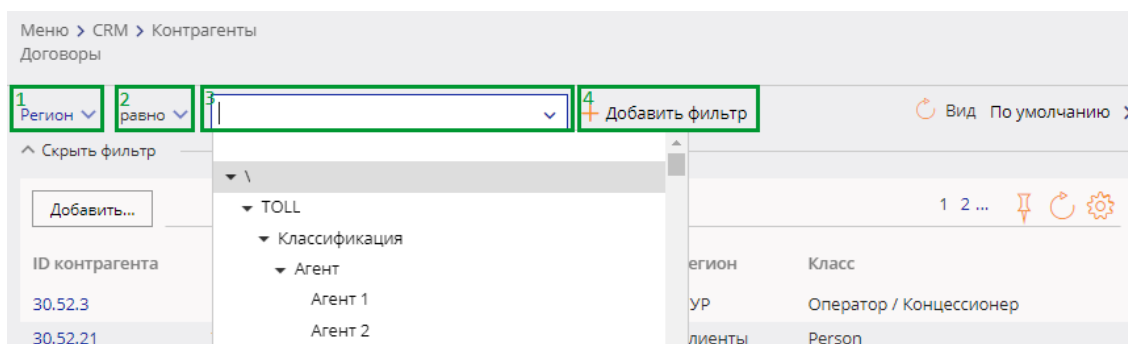 Меню > CRM > Контрагенты
Договоры
1 2 3 4
Регион равно Добавить фильтр Вид По умолчанию
Скрыть фильтр
\
Добавить... TOLL 1 2 ...
Классификация
ID контрагента Агент егион Класс
30.52.3 Агент 1 УР Оператор / Концессионер
30.52.21 Агент 2 лиенты Person